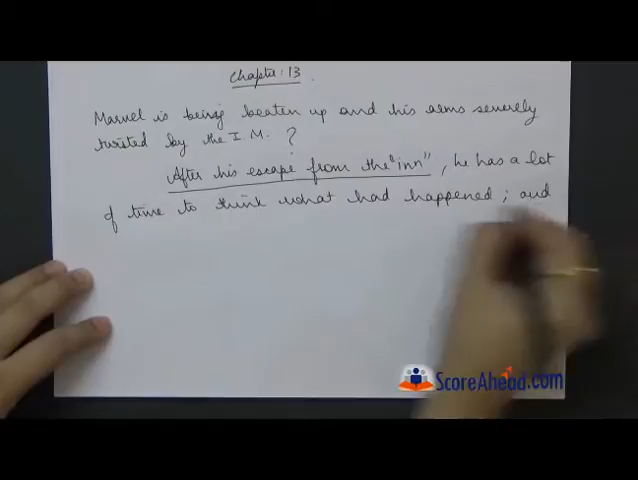 Chapter: 13
Marvel is being beaten up and his arms severely
twisted by the I.M. ?
After his escape from the "inn", he has a lot
of time to think what had happened ; and
ScoreAhead.com